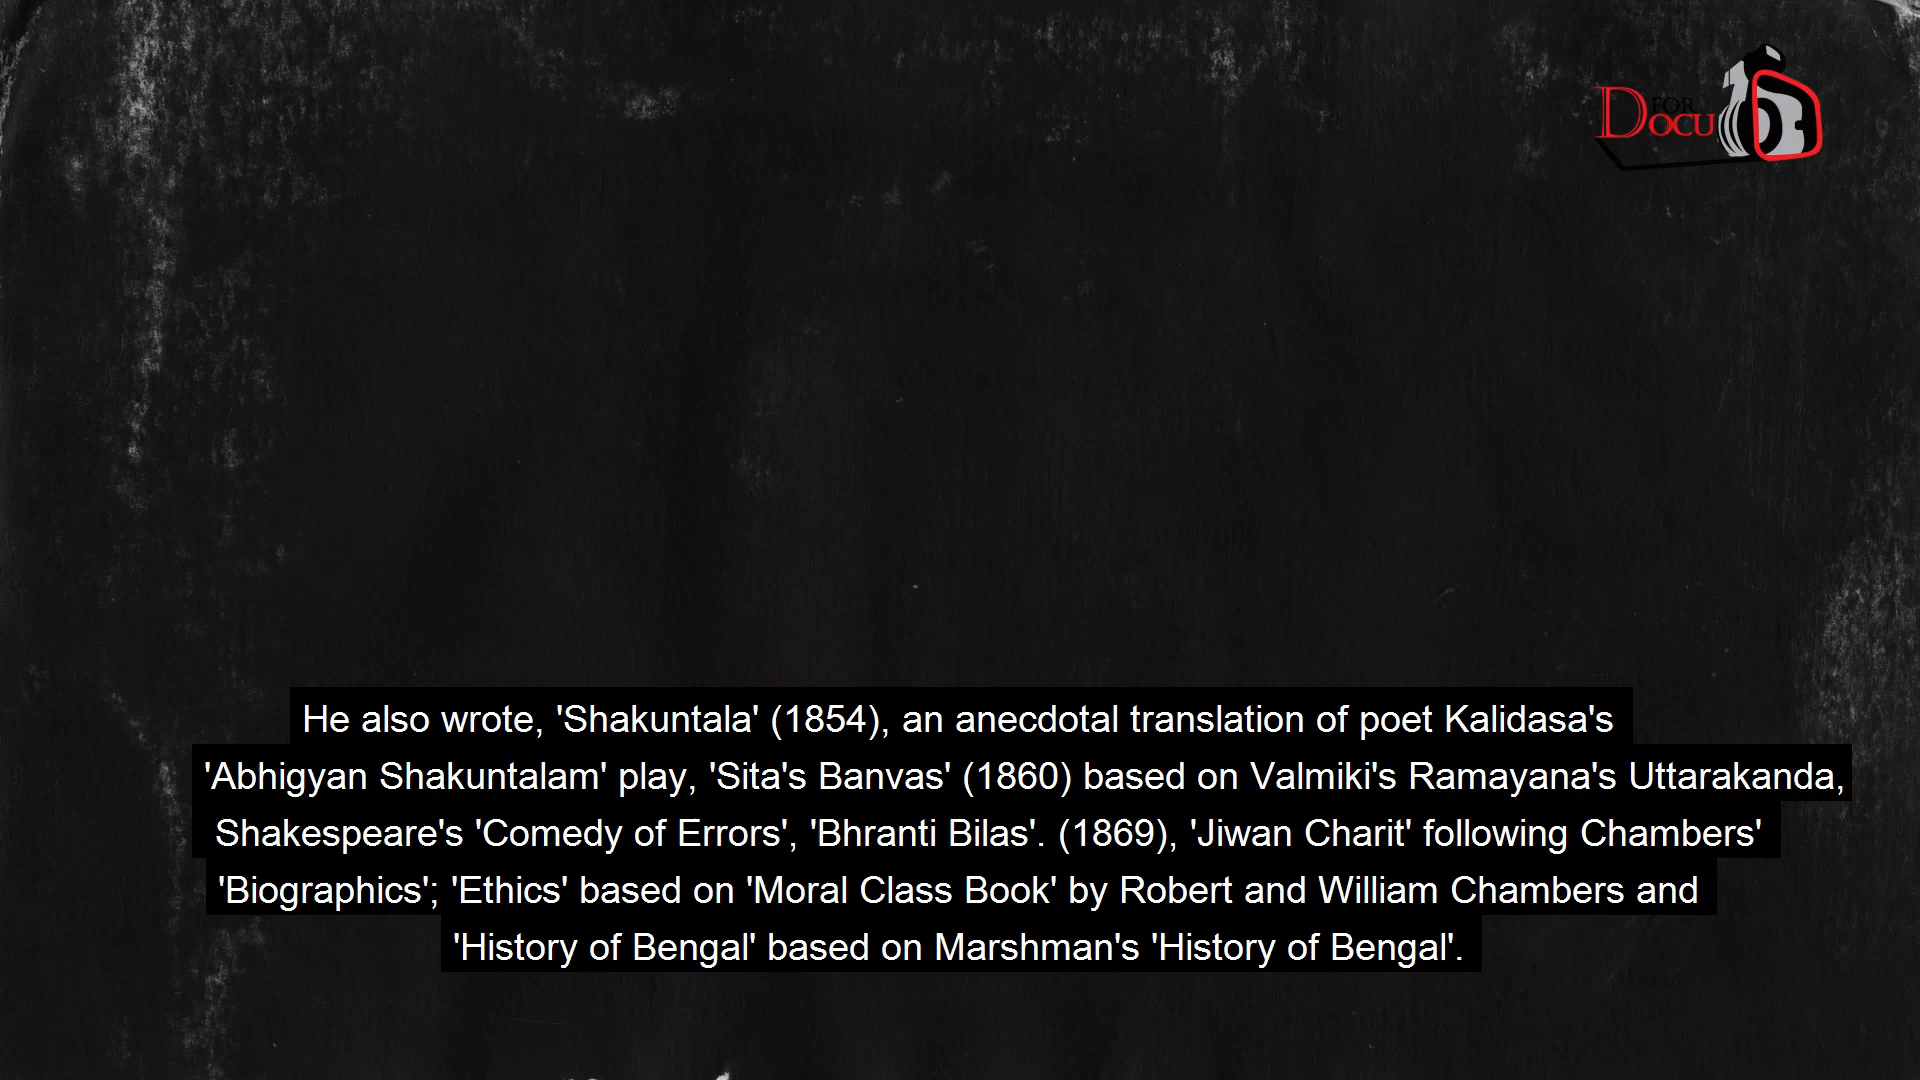 D FOR
OCU
He also wrote, 'Shakuntala' (1854), an anecdotal translation of poet Kalidasa's
'Abhigyan Shakuntalam' play, 'Sita's Banvas' (1860) based on Valmiki's Ramayana's Uttarakanda,
Shakespeare's 'Comedy of Errors', 'Bhranti Bilas'. (1869), 'Jiwan Charit' following Chambers'
'Biographics'; 'Ethics' based on 'Moral Class Book' by Robert and William Chambers and
'History of Bengal' based on Marshman's 'History of Bengal'.